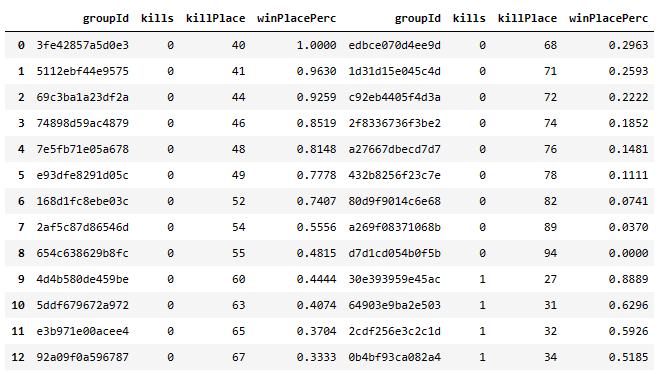 groupId kills killPlace winPlacePerc groupId kills killPlace winPlacePerc
0 3fe42857a5d0e3 0 40 1.0000 edbce070d4ee9d 0 68 0.2963
1 5112ebf44e9575 0 41 0.9630 1d31d15e045c4d 0 71 0.2593
2 69c3ba1a23df2a 0 44 0.9259 c92eb4405f4d3a 0 72 0.2222
3 74898d59ac4879 0 46 0.8519 2f8336736f3be2 0 74 0.1852
4 7e5fb71e05a678 0 48 0.8148 a27667dbecd7d7 0 76 0.1481
5 e93dfe8291d05c 0 49 0.7778 432b8256f23c7e 0 78 0.1111
6 168d1fc8ebe03c 0 52 0.7407 80d9f9014c6e68 0 82 0.0741
7 2af5c87d86546d 0 54 0.5556 a269f08371068b 0 89 0.0370
8 654c638629b8fc 0 55 0.4815 d7d1cd054b0f5b 0 94 0.0000
9 4d4b580de459be 0 60 0.4444 30e393959e45ac 1 27 0.8889
10 5ddf679672a972 0 63 0.4074 64903e9ba2e503 1 31 0.6296
11 e3b971e00acee4 0 65 0.3704 2cdf256e3c2c1d 1 32 0.5926
12 92a09f0a596787 0 67 0.3333 0b4bf93ca082a4 1 34 0.5185